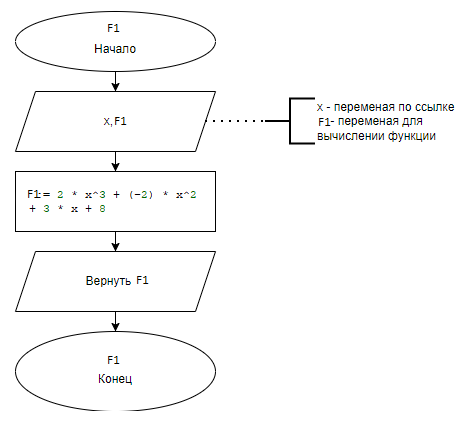 F1
Начало
x,F1
x - переменая по ссылке
F1- переменая для
вычислении функции
F1:= 2 * x^3 + (-2) * x^2
+ 3 * x + 8
Вернуть F1
F1
Конец